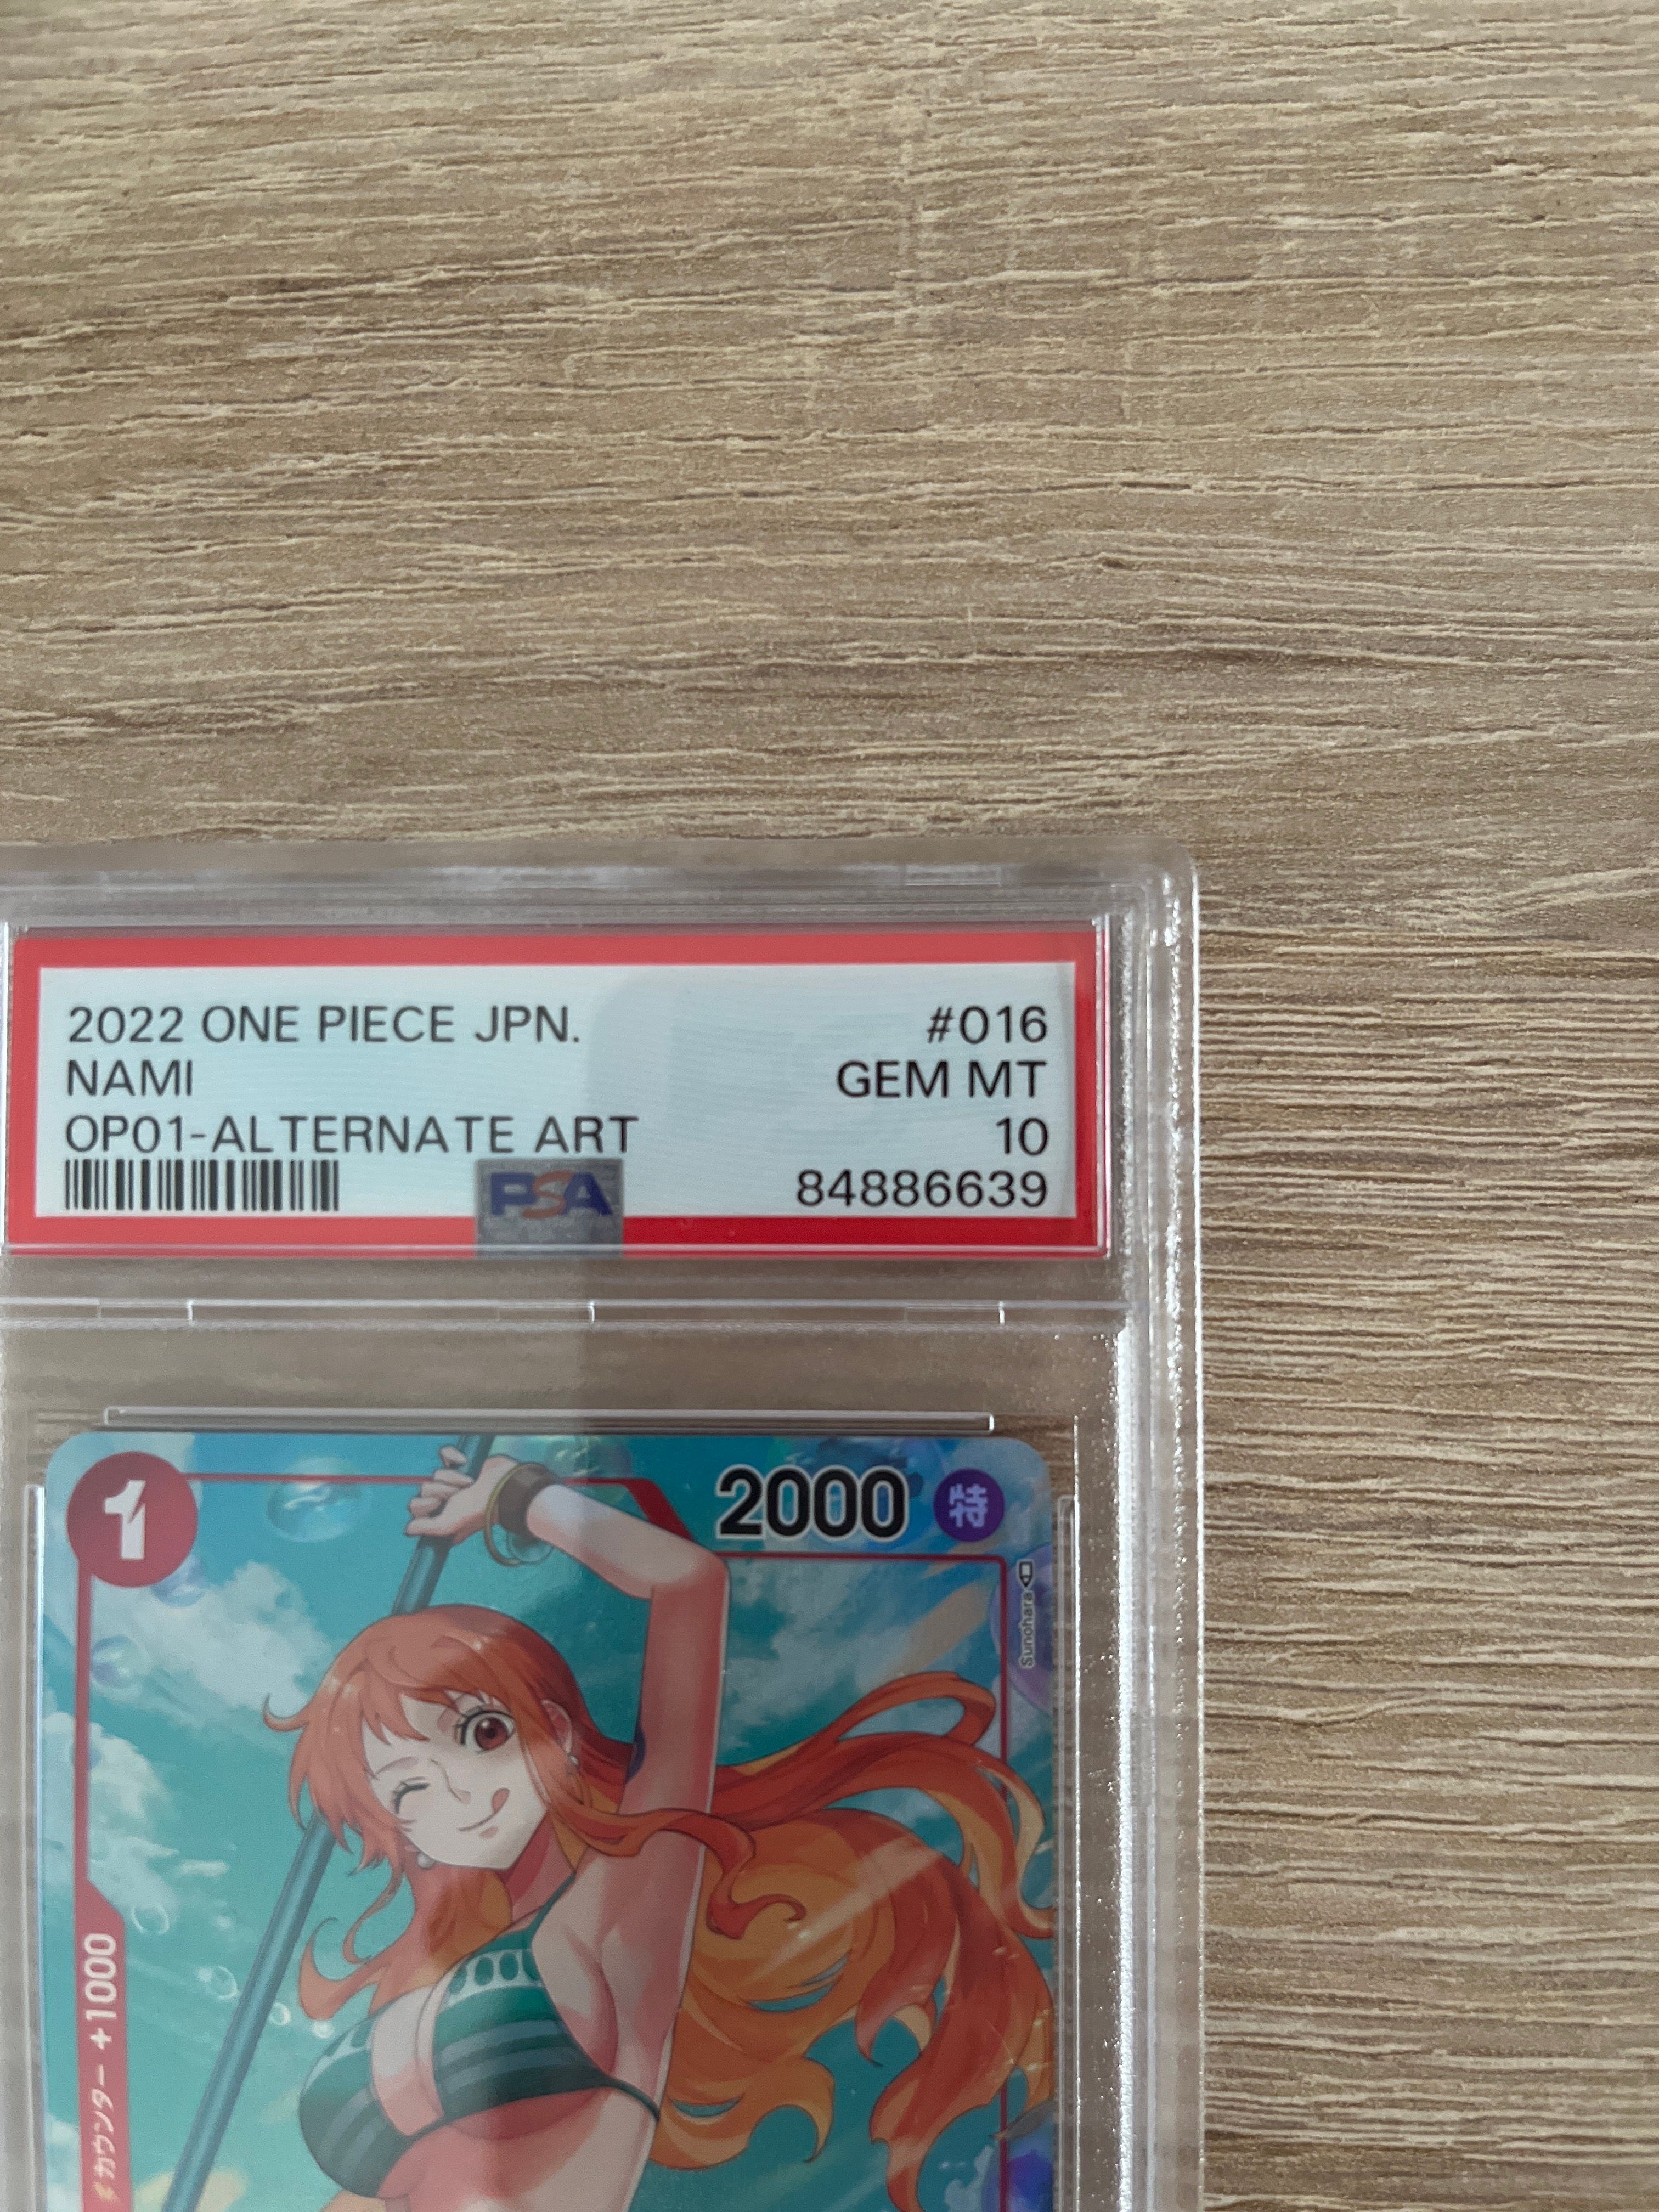 2022 ONE PIECE JPN. #016
NAMI GEM MT
OP01-ALTERNATE ART 10
PSA 84886639
1 2000 特
Sunohara
カウンター +1000